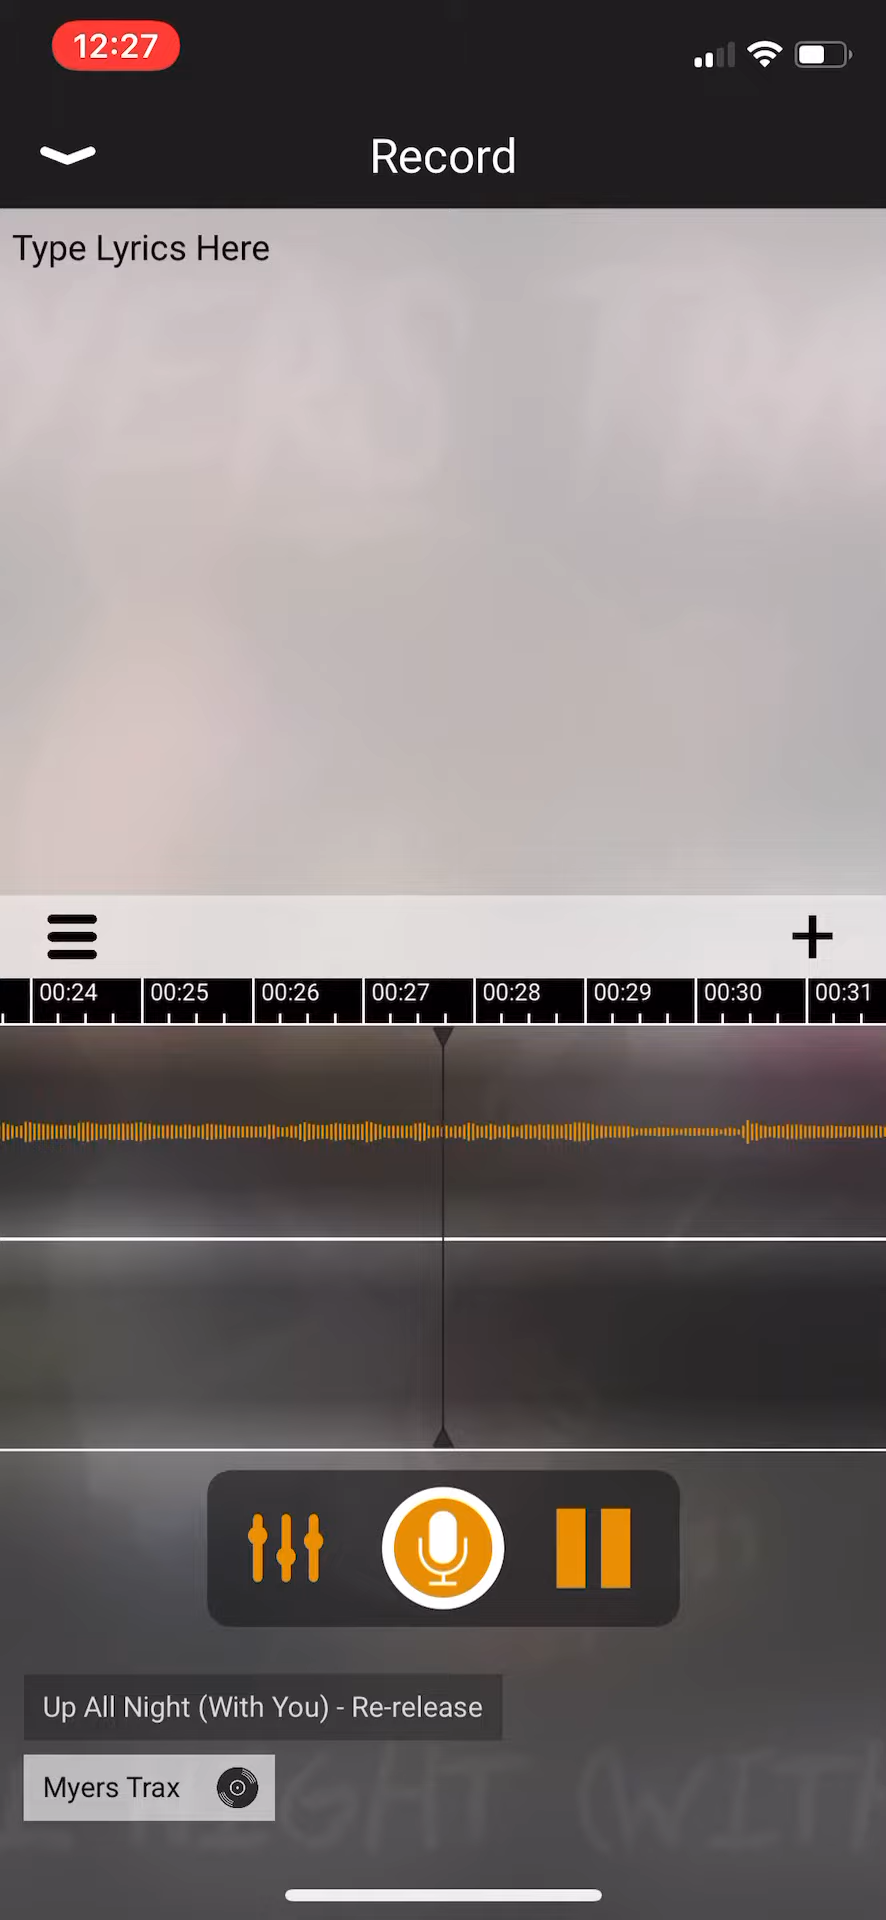 12:27
Record
Type Lyrics Here
00:24 00:25 00:26 00:27 00:28 00:29 00:30 00:31
Up All Night (With You) - Re-release
Myers Trax